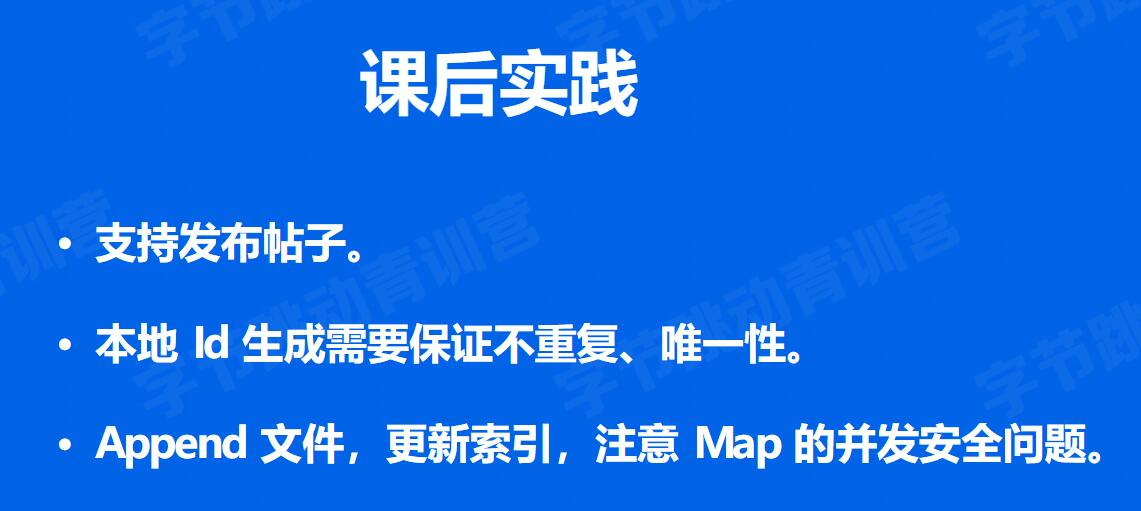 课后实践
• 支持发布帖子。
• 本地 Id 生成需要保证不重复、唯一性。
• Append 文件，更新索引，注意 Map 的并发安全问题。
字节跳动青训营